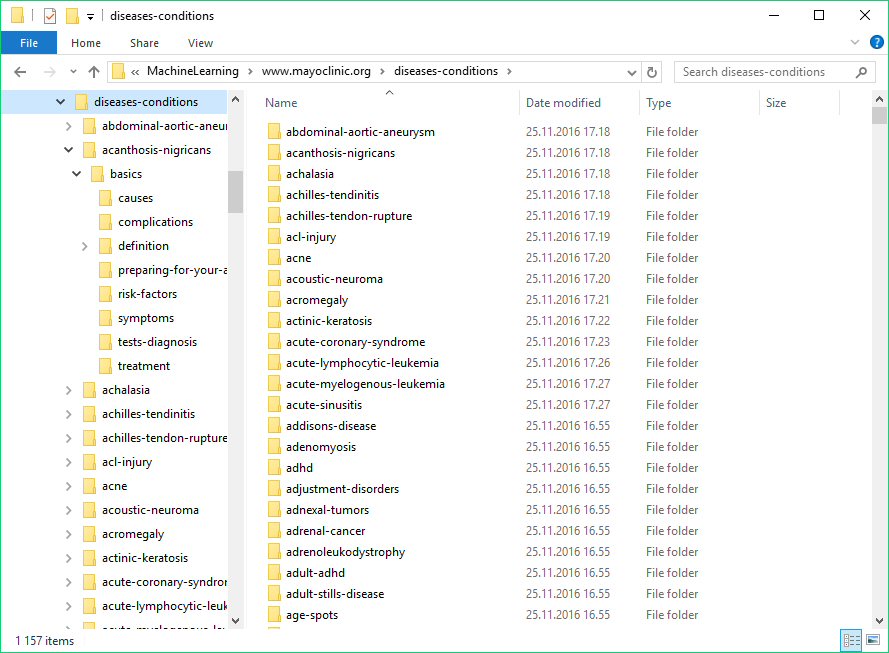 diseases-conditions
File Home Share View
« MachineLearning › www.mayoclinic.org › diseases-conditions ›
Search diseases-conditions
diseases-conditions
abdominal-aortic-aneur
acanthosis-nigricans
basics
causes
complications
definition
preparing-for-your-a
risk-factors
symptoms
tests-diagnosis
treatment
achalasia
achilles-tendinitis
achilles-tendon-rupture
acl-injury
acne
acoustic-neuroma
acromegaly
actinic-keratosis
acute-coronary-syndror
acute-lymphocytic-leuk
Name Date modified Type Size
abdominal-aortic-aneurysm 25.11.2016 17.18 File folder
acanthosis-nigricans 25.11.2016 17.18 File folder
achalasia 25.11.2016 17.18 File folder
achilles-tendinitis 25.11.2016 17.18 File folder
achilles-tendon-rupture 25.11.2016 17.19 File folder
acl-injury 25.11.2016 17.19 File folder
acne 25.11.2016 17.20 File folder
acoustic-neuroma 25.11.2016 17.20 File folder
acromegaly 25.11.2016 17.21 File folder
actinic-keratosis 25.11.2016 17.22 File folder
acute-coronary-syndrome 25.11.2016 17.23 File folder
acute-lymphocytic-leukemia 25.11.2016 17.26 File folder
acute-myelogenous-leukemia 25.11.2016 17.27 File folder
acute-sinusitis 25.11.2016 17.27 File folder
addisons-disease 25.11.2016 16.55 File folder
adenomyosis 25.11.2016 16.55 File folder
adhd 25.11.2016 16.55 File folder
adjustment-disorders 25.11.2016 16.55 File folder
adnexal-tumors 25.11.2016 16.55 File folder
adrenal-cancer 25.11.2016 16.55 File folder
adrenoleukodystrophy 25.11.2016 16.55 File folder
adult-adhd 25.11.2016 16.55 File folder
adult-stills-disease 25.11.2016 16.55 File folder
age-spots 25.11.2016 16.55 File folder
1 157 items